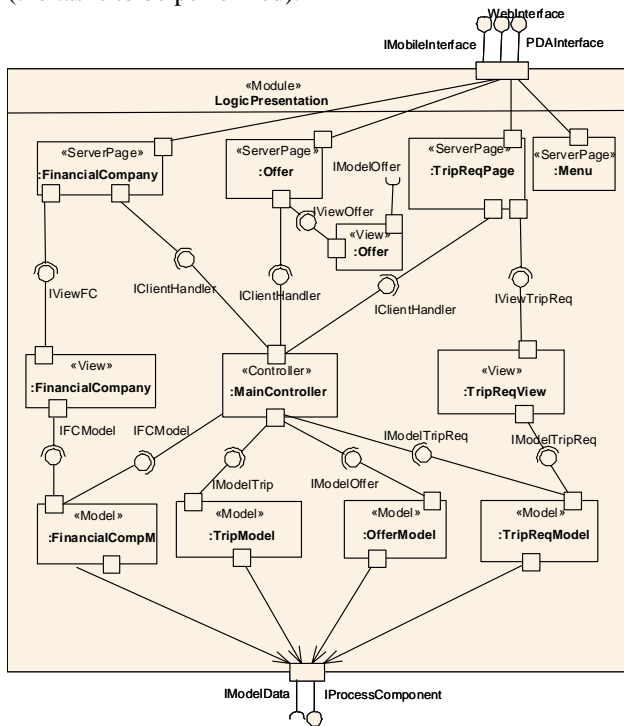 WebInterface
IMobileInterface
PDAInterface
«Module»
LogicPresentation
«ServerPage»
:FinancialCompany
«ServerPage»
:Offer
IModelOffer
«ServerPage»
:TripReqPage
«ServerPage»
:Menu
IViewOffer
«View»
:Offer
IViewFC
IClientHandler
IClientHandler
IClientHandler
IViewTripReq
«View»
:FinancialCompany
«Controller»
:MainController
«View»
:TripReqView
IFCModel
IFCModel
IModelTrip
IModelOffer
IModelTripReq
IModelTripReq
«Model»
:FinancialCompM
«Model»
:TripModel
«Model»
:OfferModel
«Model»
:TripReqModel
IModelData
IProcessComponent